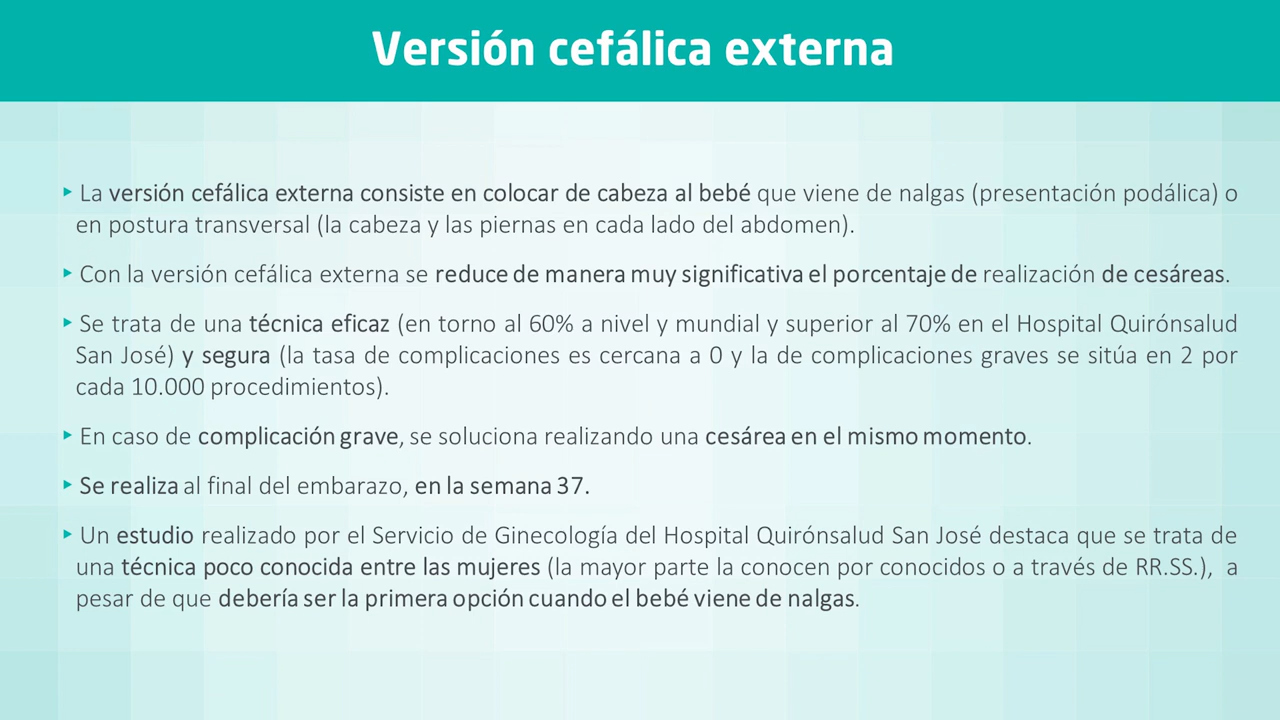 Versión cefálica externa
▸ La versión cefálica externa consiste en colocar de cabeza al bebé que viene de nalgas (presentación podálica) o
en postura transversal (la cabeza y las piernas en cada lado del abdomen).
▸ Con la versión cefálica externa se reduce de manera muy significativa el porcentaje de realización de cesáreas.
▸ Se trata de una técnica eficaz (en torno al 60% a nivel y mundial y superior al 70% en el Hospital Quirónsalud
San José) y segura (la tasa de complicaciones es cercana a 0 y la de complicaciones graves se sitúa en 2 por
cada 10.000 procedimientos).
▸ En caso de complicación grave, se soluciona realizando una cesárea en el mismo momento.
▸ Se realiza al final del embarazo, en la semana 37.
▸ Un estudio realizado por el Servicio de Ginecología del Hospital Quirónsalud San José destaca que se trata de
una técnica poco conocida entre las mujeres (la mayor parte la conocen por conocidos o a través de RR.SS.), a
pesar de que debería ser la primera opción cuando el bebé viene de nalgas.